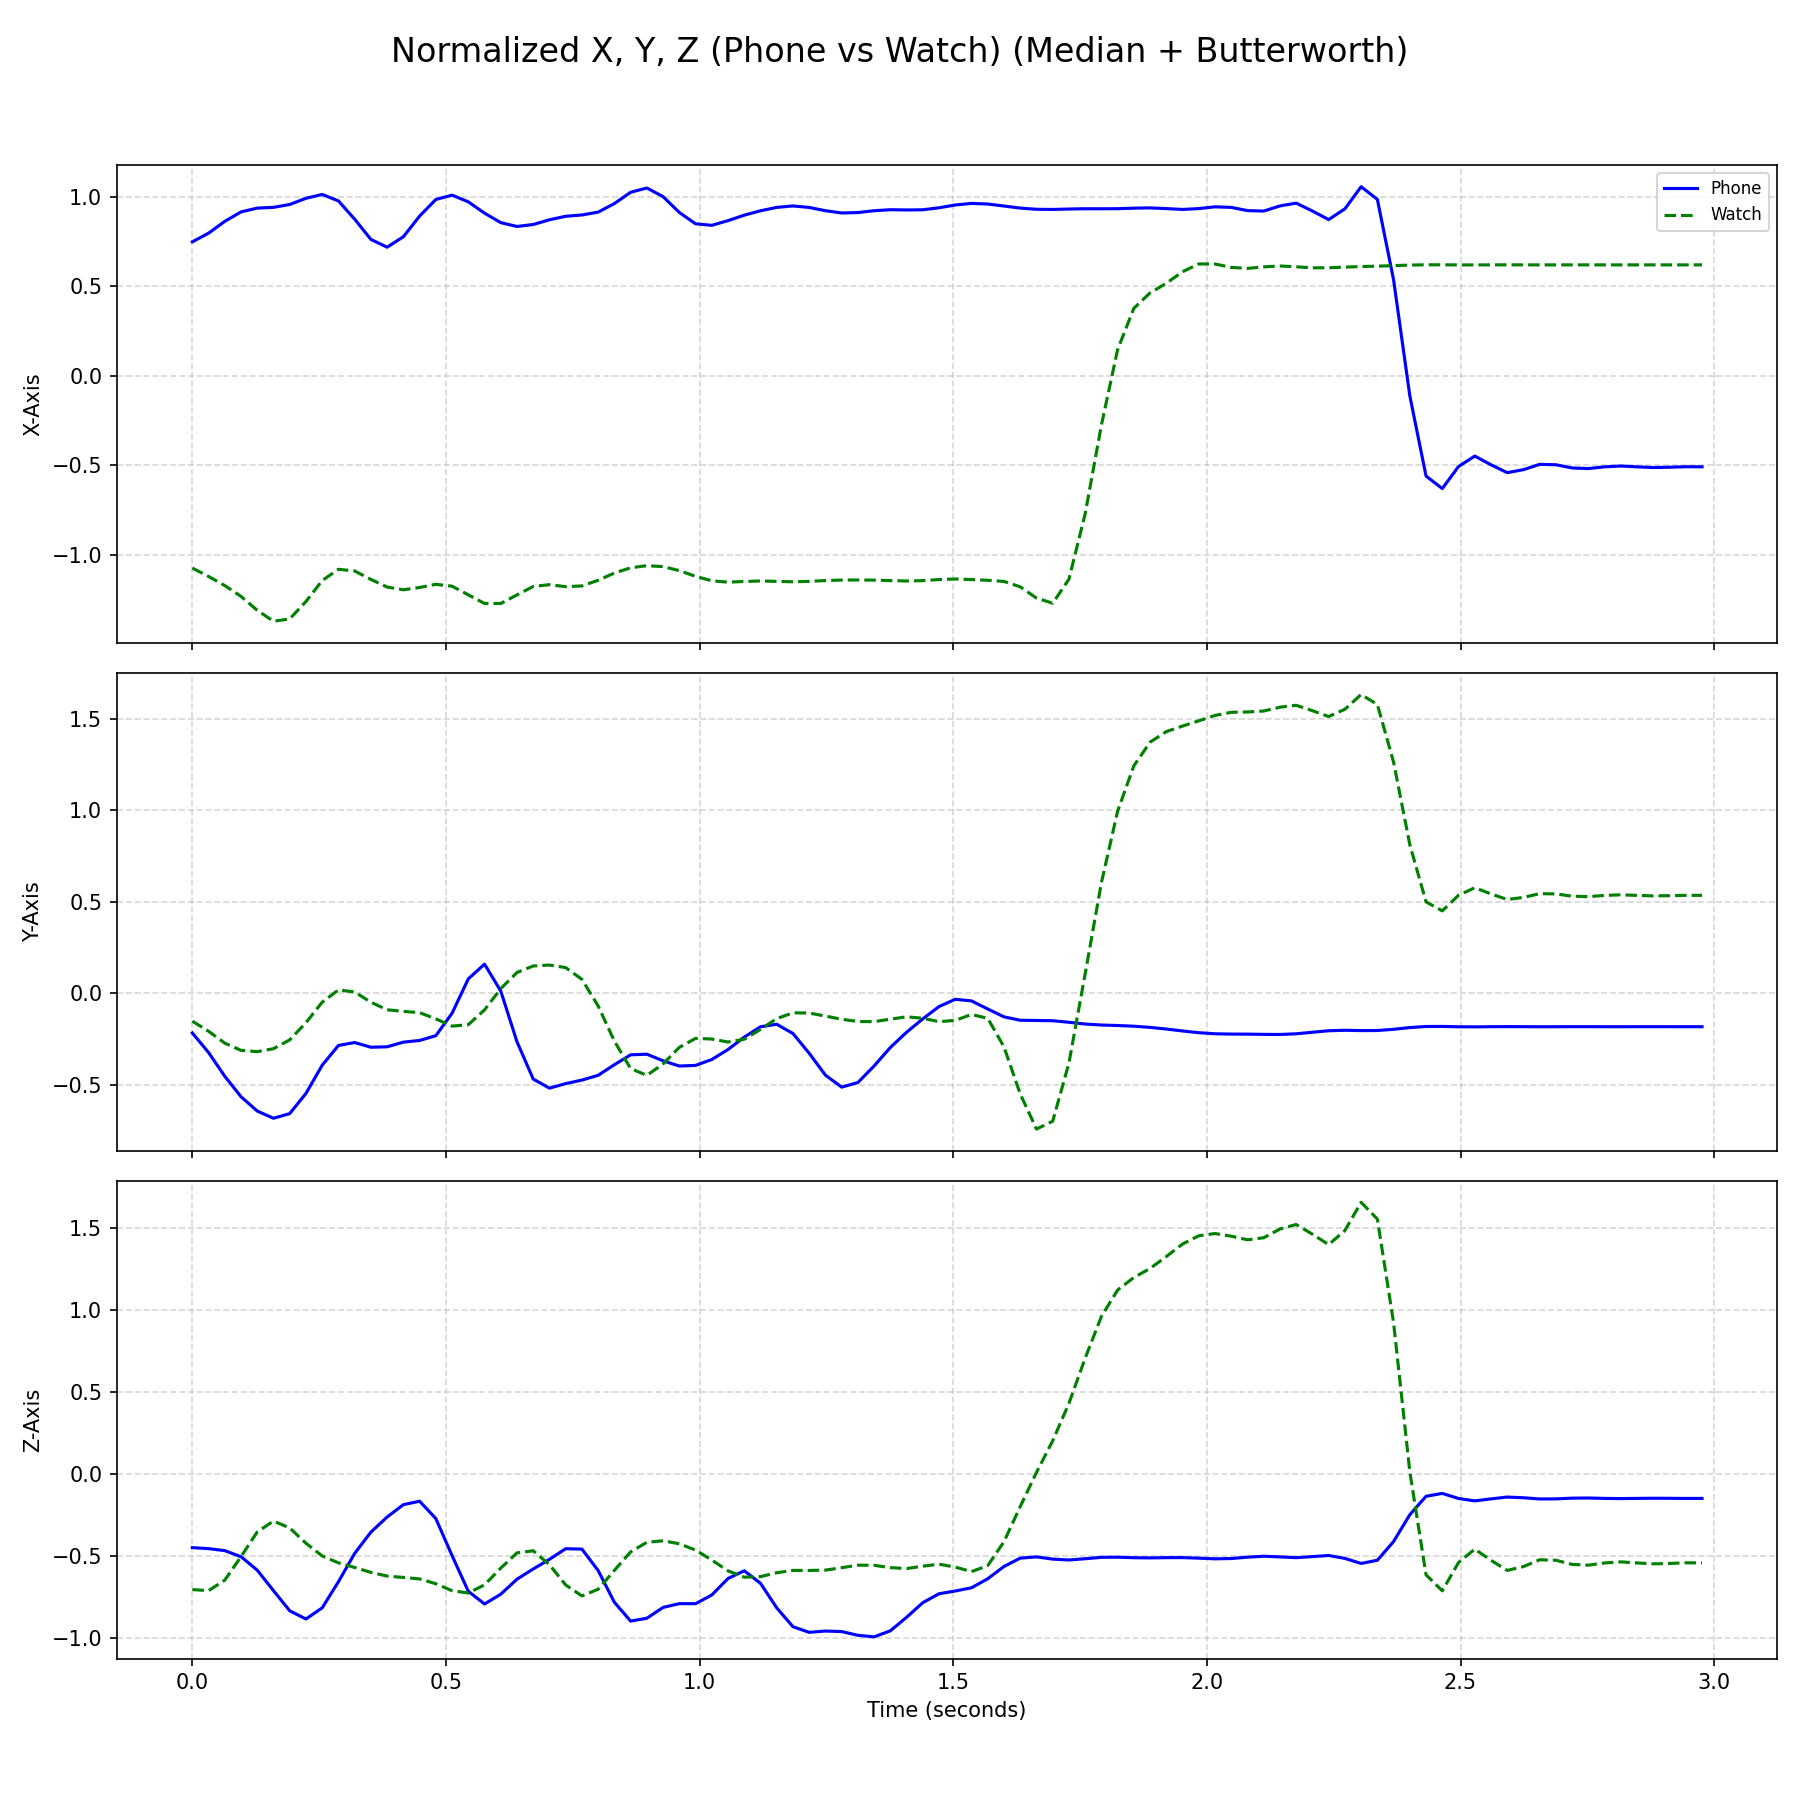 Normalized X, Y, Z (Phone vs Watch) (Median + Butterworth)
Phone
Watch
1.0
0.5
0.0
−0.5
−1.0
X-Axis
1.5
1.0
0.5
0.0
−0.5
Y-Axis
1.5
1.0
0.5
0.0
−0.5
−1.0
Z-Axis
0.0 0.5 1.0 1.5 2.0 2.5 3.0
Time (seconds)